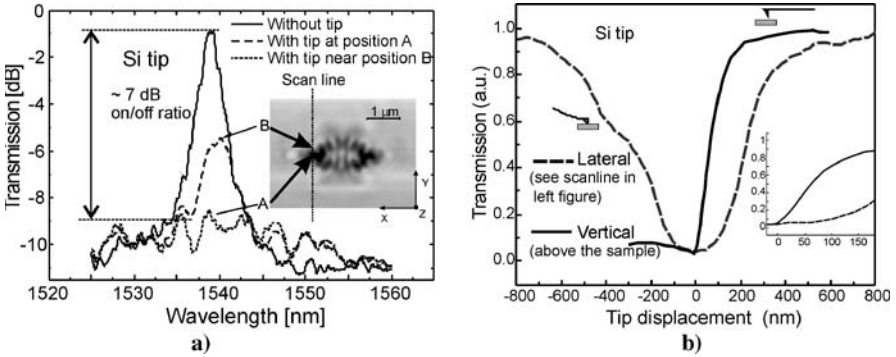 0
-2
-4
-6
-8
-10
Transmission [dB]
Si tip
~ 7 dB
on/off ratio
Without tip
With tip at position A
With tip near position B
Scan line
1 µm
B
A
Y
X
Z
1520
1530
1540
1550
1560
Wavelength [nm]
a)
1.0
0.8
0.6
0.4
0.2
0.0
Transmission (a.u.)
Si tip
Lateral
(see scanline in
left figure)
Vertical
(above the sample)
1
0.8
0.6
0.4
0.2
0
0
50
100
150
-800
-600
-400
-200
0
200
400
600
800
Tip displacement (nm)
b)